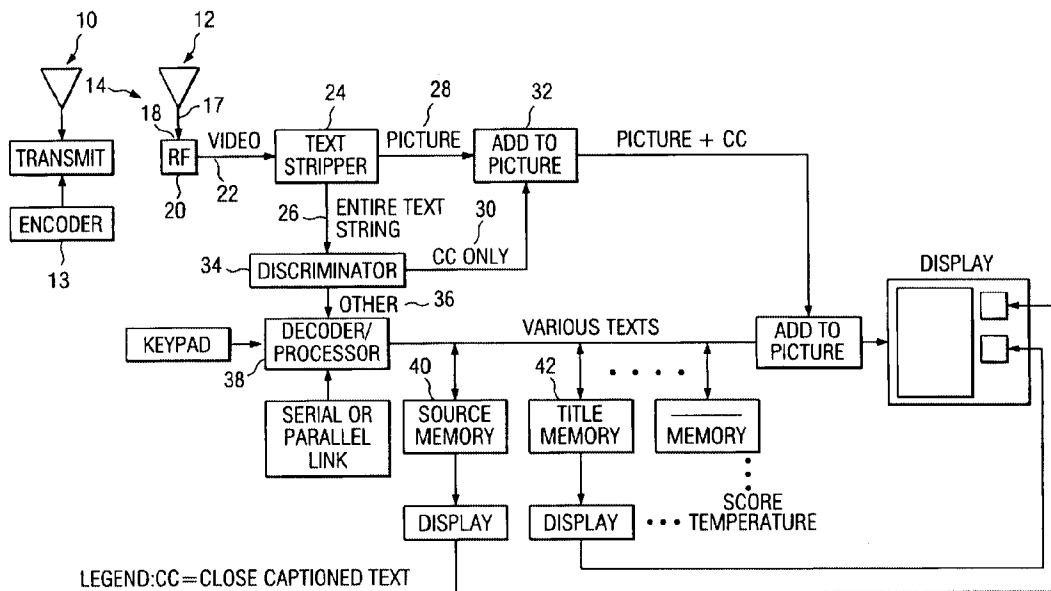 10
12
14
17
18
TRANSMIT
RF
20
VIDEO
22
24
TEXT
STRIPPER
PICTURE
28
32
ADD TO
PICTURE
PICTURE + CC
ENCODER
13
26
ENTIRE TEXT
STRING
30
CC ONLY
34
DISCRIMINATOR
OTHER
36
DISPLAY
KEYPAD
DECODER/
PROCESSOR
38
VARIOUS TEXTS
ADD TO
PICTURE
SERIAL OR
PARALLEL
LINK
40
SOURCE
MEMORY
42
TITLE
MEMORY
MEMORY
DISPLAY
DISPLAY
SCORE
TEMPERATURE
LEGEND:CC=CLOSE CAPTIONED TEXT